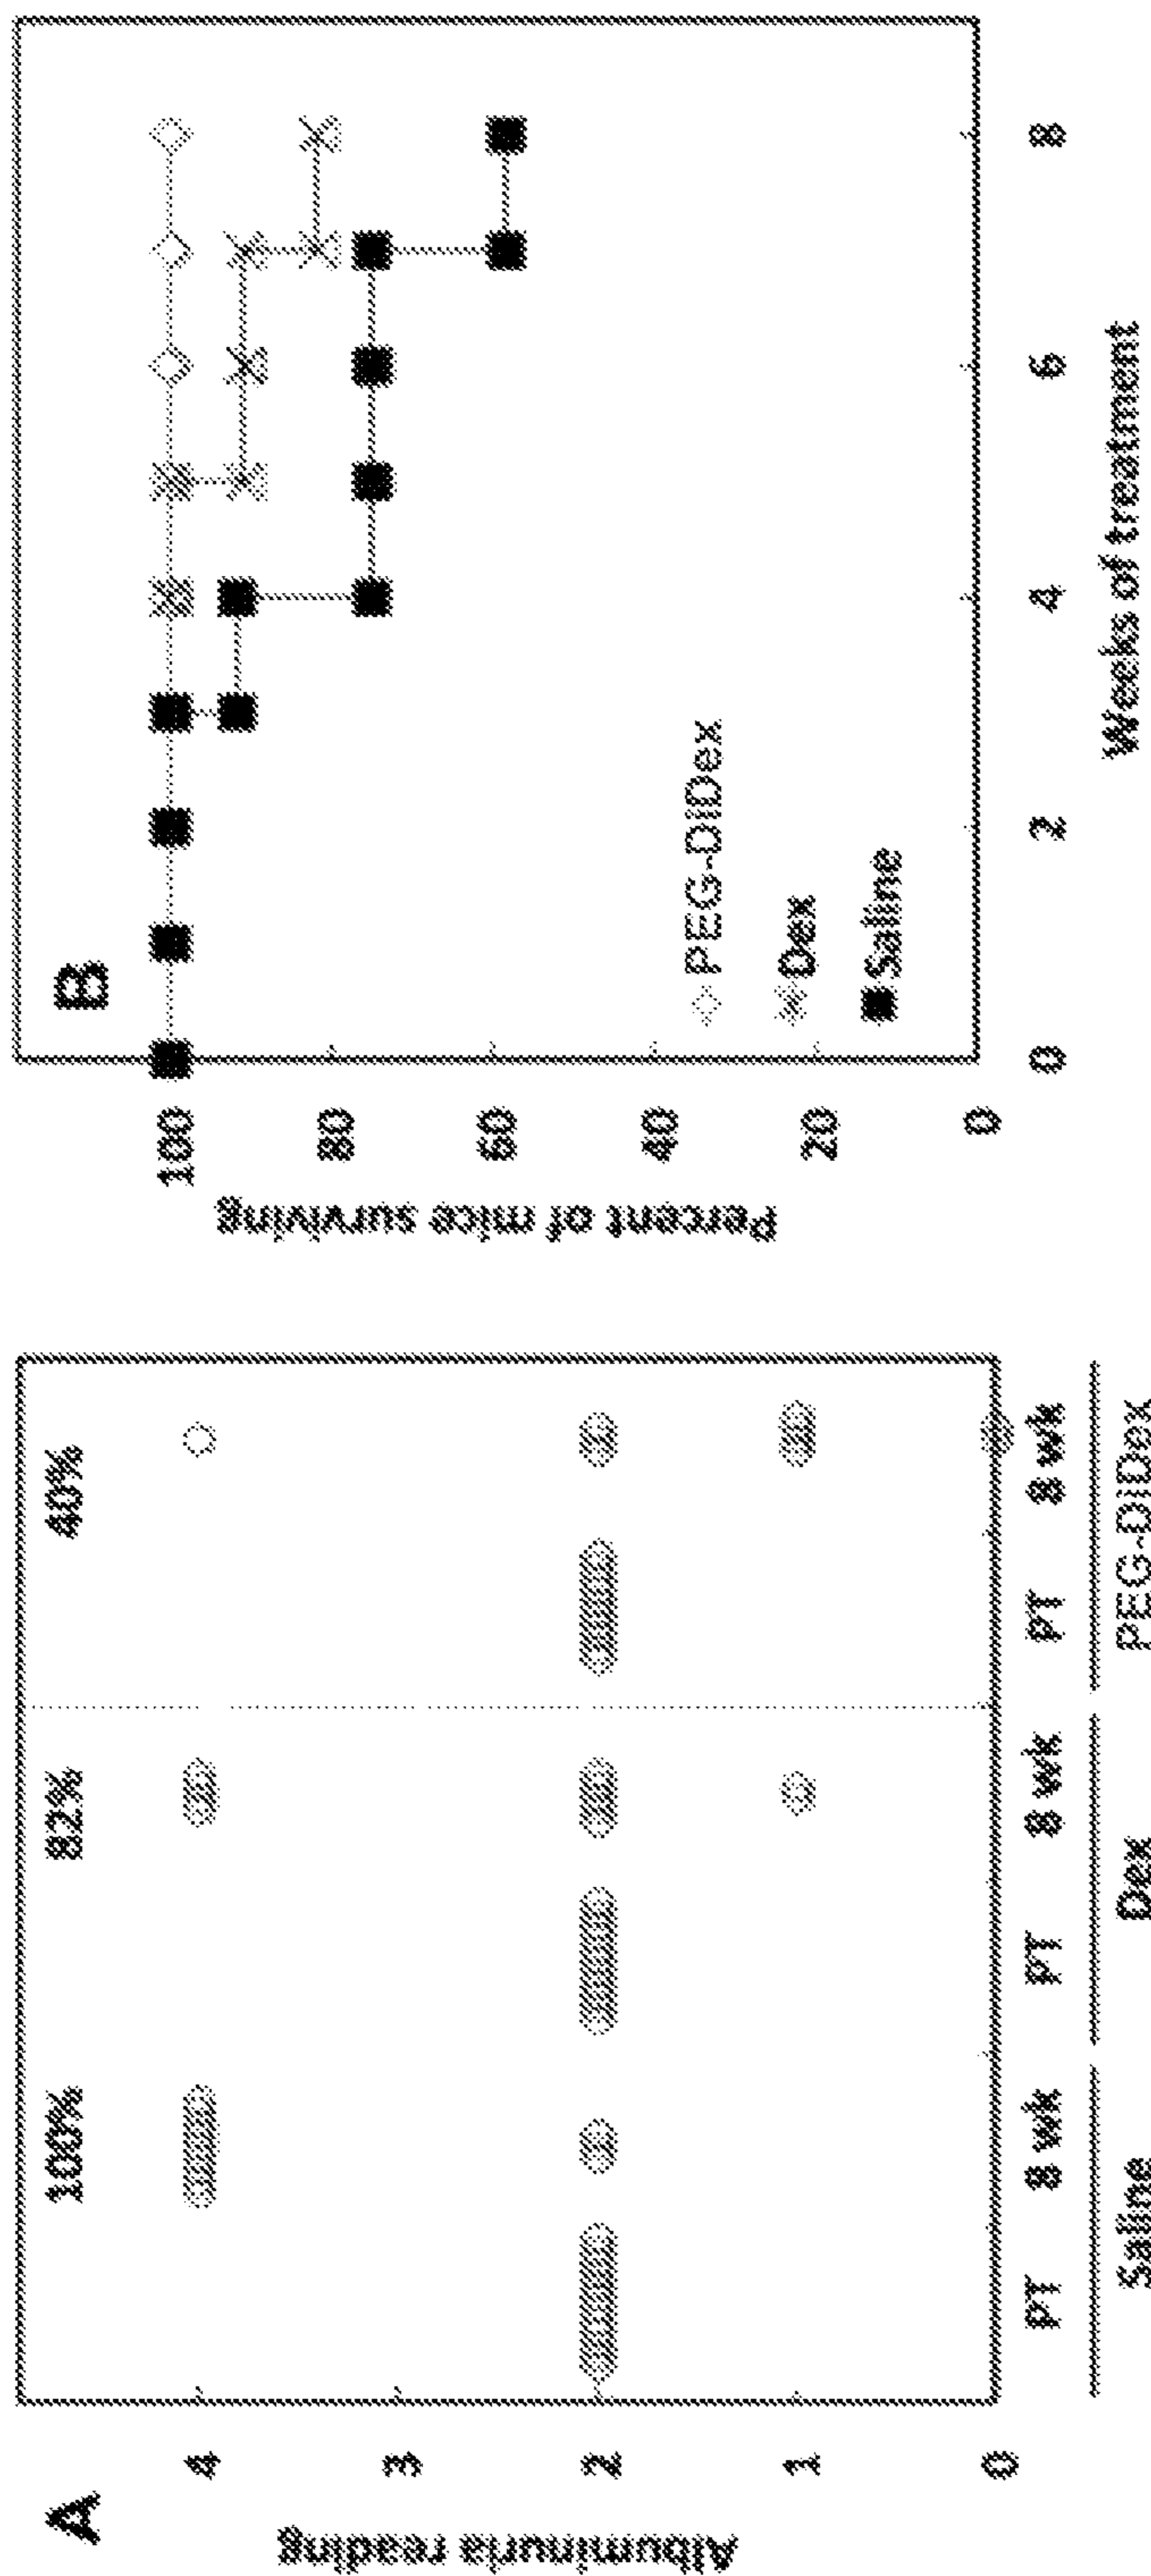 A
Albuminuria reading
4
3
2
1
0
100%
82%
40%
PT 8 wk PT 8 wk PT 8 wk
Saline Dex PEG-DiDex
B
Percent of mice surviving
100
80
60
40
20
0
PEG-DiDex
Dex
Saline
0 2 4 6 8
Weeks of treatment